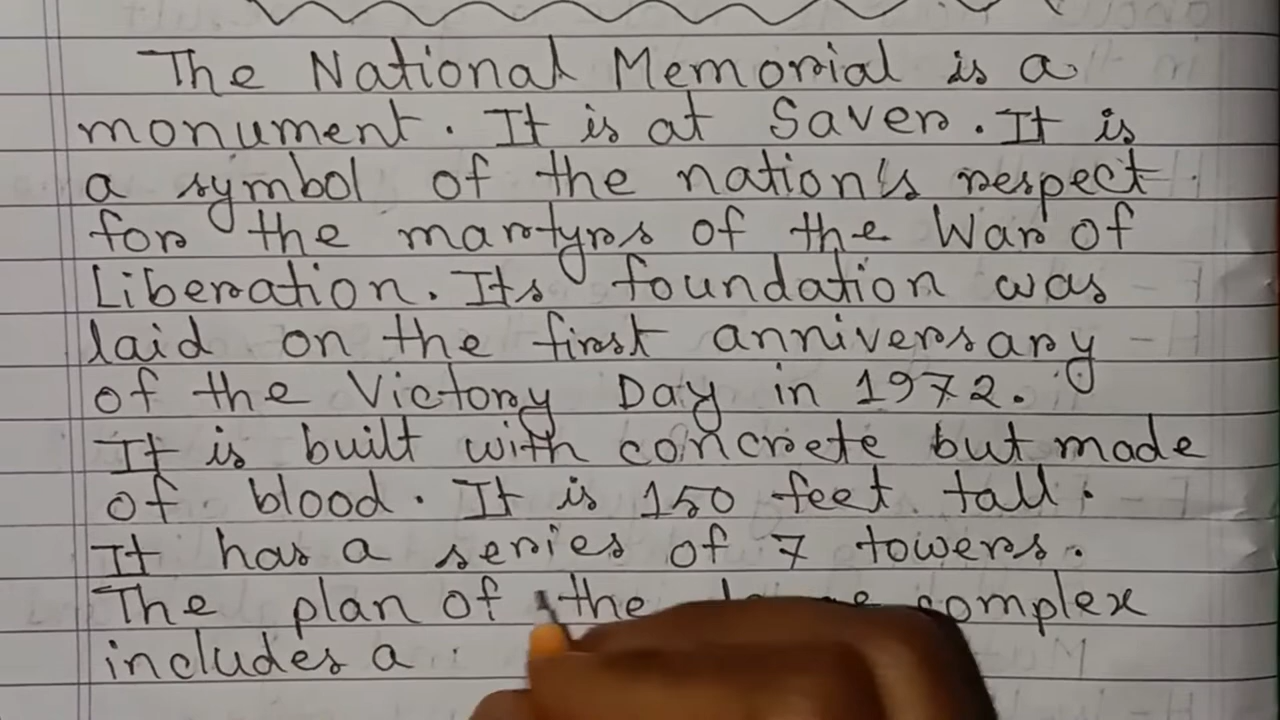 The National Memorial is a
monument. It is at Saver. It is
a symbol of the nation's respect
for the martyrs of the War of
Liberation. Its foundation was
laid on the first anniversary
of the Victory Day in 1972.
It is built with concrete but made
of blood. It is 150 feet tall.
It has a series of 7 towers.
The plan of the complex
includes a